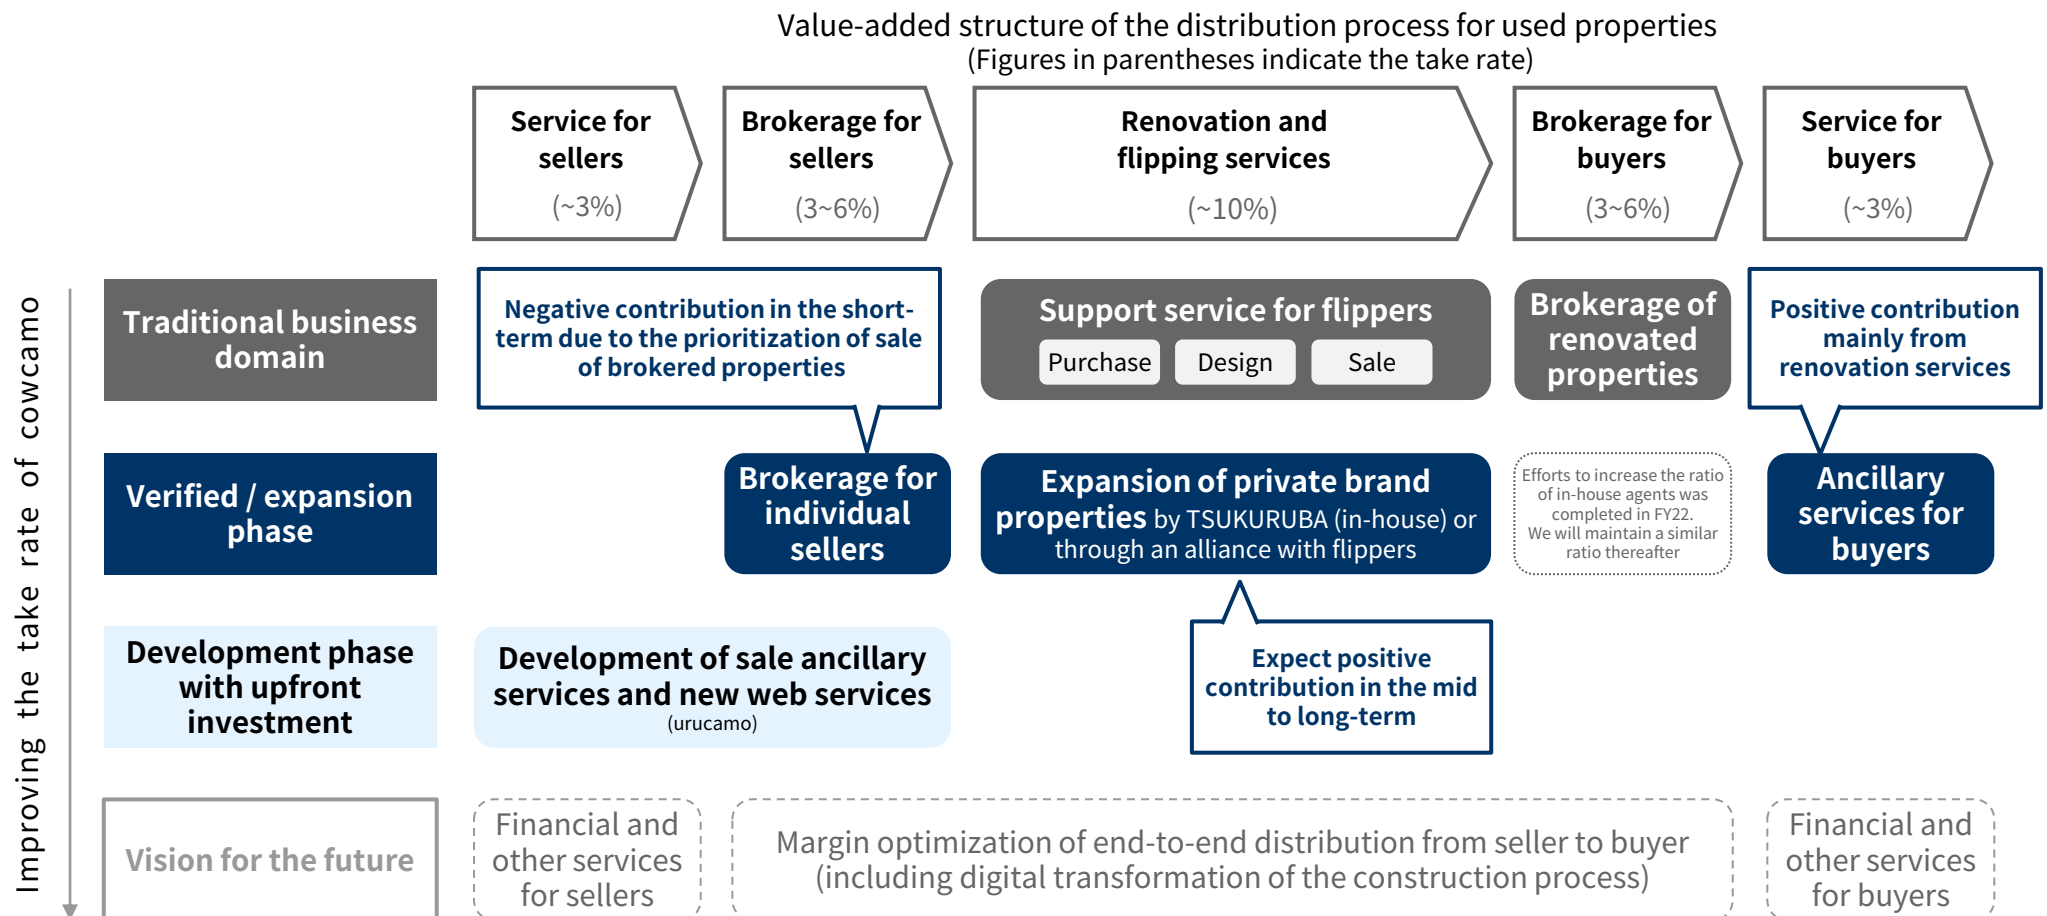 Value-added structure of the distribution process for used properties
(Figures in parentheses indicate the take rate)
Service for
sellers
(~3%)
Brokerage for
sellers
(3~6%)
Renovation and
flipping services
(~10%)
Brokerage for
buyers
(3~6%)
Service for
buyers
(~3%)
Improving the take rate of cowcamo
Traditional business
domain
Negative contribution in the short-
term due to the prioritization of sale
of brokered properties
Support service for flippers
Purchase
Design
Sale
Brokerage of
renovated
properties
Positive contribution
mainly from
renovation services
Verified / expansion
phase
Brokerage for
individual
sellers
Expansion of private brand
properties by TSUKURUBA (in-house) or
through an alliance with flippers
Efforts to increase the ratio
of in-house agents was
completed in FY22.
We will maintain a similar
ratio thereafter
Ancillary
services for
buyers
Development phase
with upfront
investment
Development of sale ancillary
services and new web services
(urucamo)
Expect positive
contribution in the mid
to long-term
Vision for the future
Financial and
other services
for sellers
Margin optimization of end-to-end distribution from seller to buyer
(including digital transformation of the construction process)
Financial and
other services
for buyers